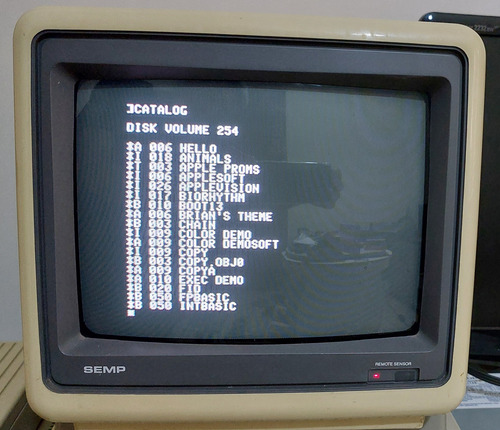 2232
]CATALOG
DISK VOLUME 254
*A 006 HELLO
*I 018 ANIMALS
*T 003 APPLE PROMS
*I 006 APPLESOFT
*I 026 APPLEVISION
*I 017 BIORHYTHM
*B 010 BOOT13
*A 006 BRIAN'S THEME
*B 003 CHAIN
*I 009 COLOR DEMO
*A 009 COLOR DEMOSOFT
*I 009 COPY
*B 003 COPY.OBJ0
*A 009 COPYA
*A 010 EXEC DEMO
*B 020 FID
*B 050 FPBASIC
*B 050 INTBASIC
REMOTE SENSOR
SEMP